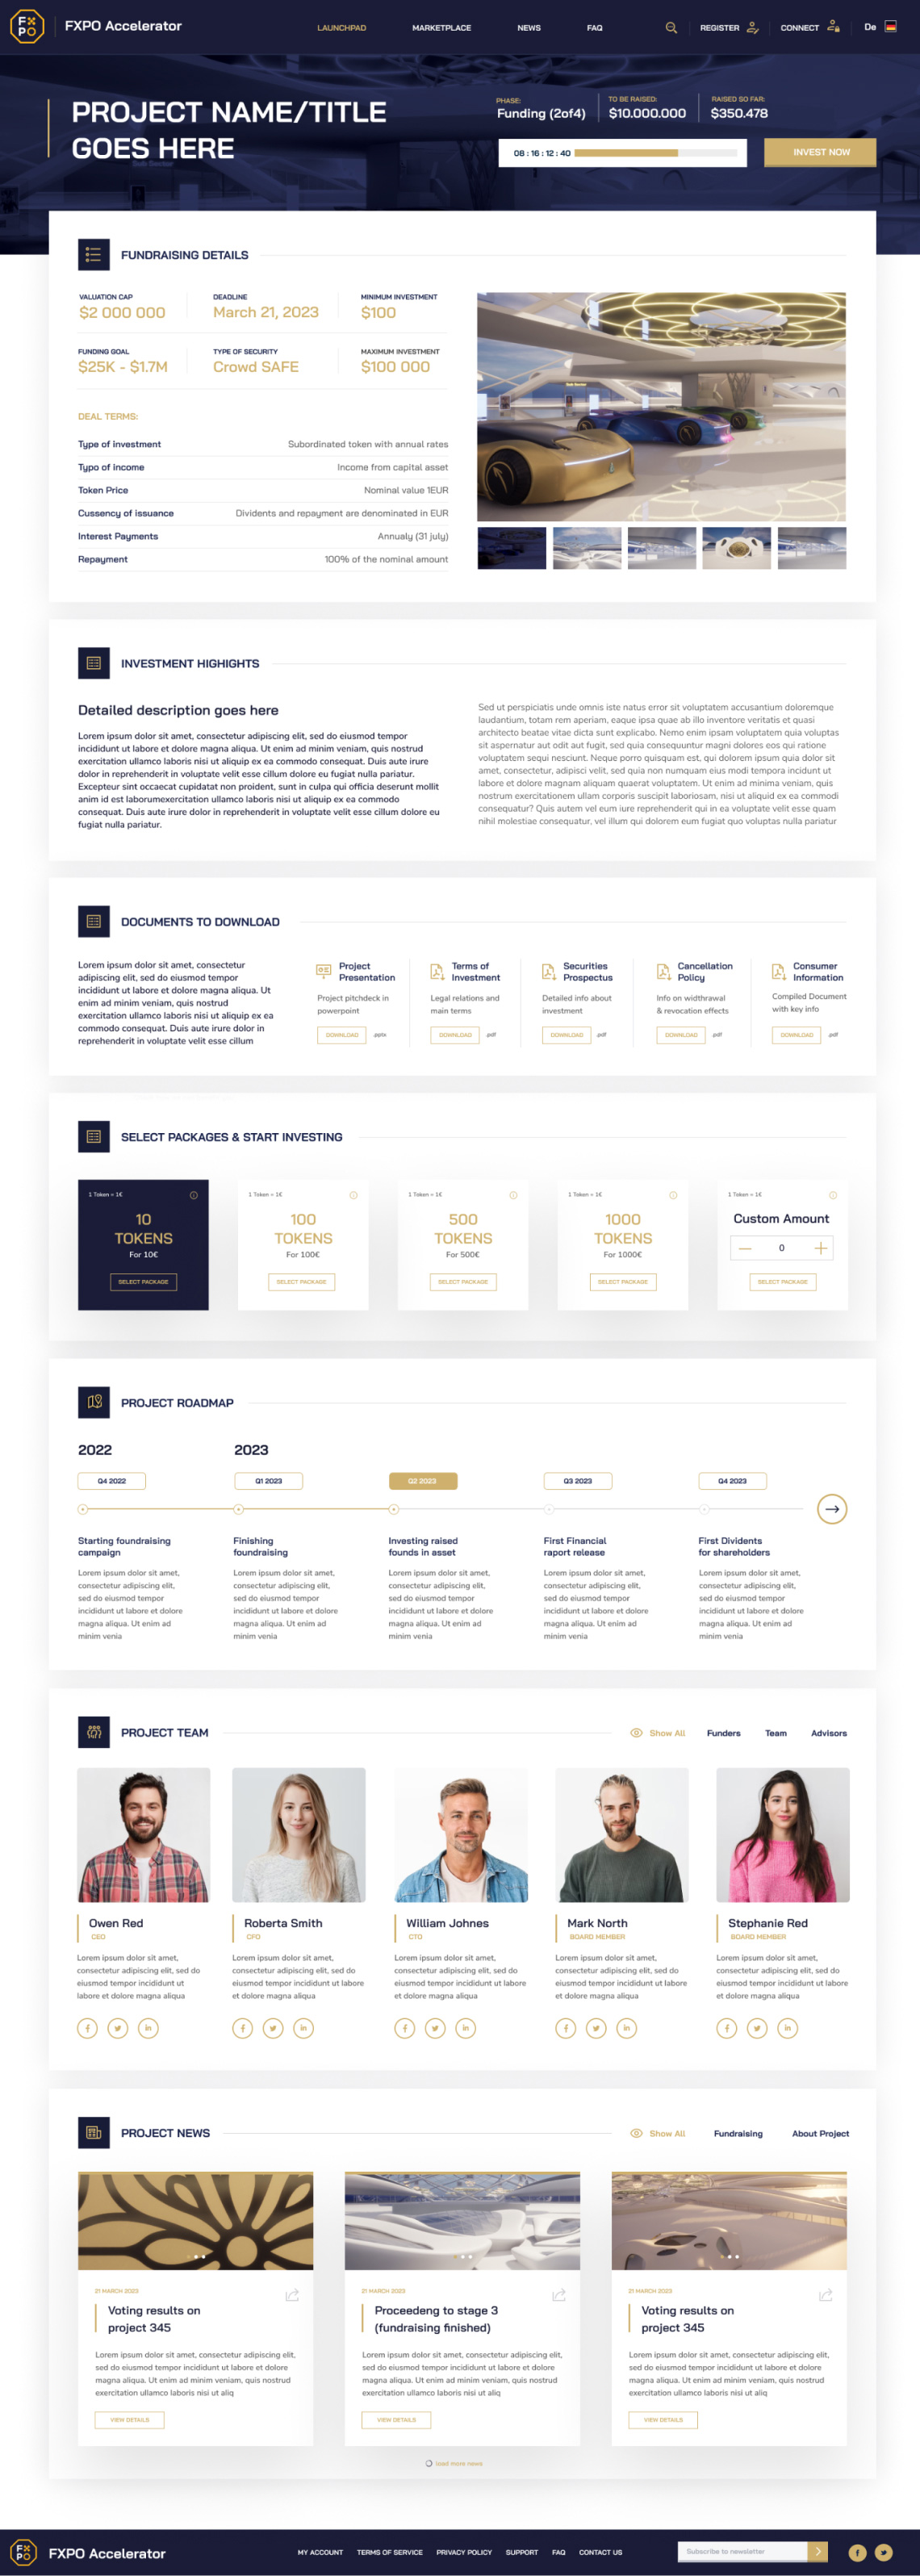 FXPO Accelerator
LAUNCHPAD
MARKETPLACE
NEWS
FAQ
REGISTER
CONNECT
De
PROJECT NAME/TITLE
GOES HERE
PHASE:
Funding (2of4)
TO BE RAISED:
$10.000.000
RAISED SO FAR:
$350.478
08 : 16 : 12 : 40
INVEST NOW
FUNDRAISING DETAILS
VALUATION CAP
$2 000 000
DEADLINE
March 21, 2023
MINIMUM INVESTMENT
$100
FUNDING GOAL
$25K - $1.7M
TYPE OF SECURITY
Crowd SAFE
MAXIMUM INVESTMENT
$100 000
DEAL TERMS:
Type of investment
Subordinated token with annual rates
Typo of income
Income from capital asset
Token Price
Nominal value 1EUR
Cussency of issuance
Dividents and repayment are denominated in EUR
Interest Payments
Annualy (31 july)
Repayment
100% of the nominal amount
INVESTMENT HIGHIGHTS
Detailed description goes here
Lorem ipsum dolor sit amet, consectetur adipiscing elit, sed do eiusmod tempor
incididunt ut labore et dolore magna aliqua. Ut enim ad minim veniam, quis nostrud
exercitation ullamco laboris nisi ut aliquip ex ea commodo consequat. Duis aute irure
dolor in reprehenderit in voluptate velit esse cillum dolore eu fugiat nulla pariatur.
Excepteur sint occaecat cupidatat non proident, sunt in culpa qui officia deserunt mollit
anim id est laborumexercitation ullamco laboris nisi ut aliquip ex ea commodo
consequat. Duis aute irure dolor in reprehenderit in voluptate velit esse cillum dolore eu
fugiat nulla pariatur.
Sed ut perspiciatis unde omnis iste natus error sit voluptatem accusantium doloremque
laudantium, totam rem aperiam, eaque ipsa quae ab illo inventore veritatis et quasi
architecto beatae vitae dicta sunt explicabo. Nemo enim ipsam voluptatem quia voluptas
sit aspernatur aut odit aut fugit, sed quia consequuntur magni dolores eos qui ratione
voluptatem sequi nesciunt. Neque porro quisquam est, qui dolorem ipsum quia dolor sit
amet, consectetur, adipisci velit, sed quia non numquam eius modi tempora incidunt ut
labore et dolore magnam aliquam quaerat voluptatem. Ut enim ad minima veniam, quis
nostrum exercitationem ullam corporis suscipit laboriosam, nisi ut aliquid ex ea commodi
consequatur? Quis autem vel eum iure reprehenderit qui in ea voluptate velit esse quam
nihil molestiae consequatur, vel illum qui dolorem eum fugiat quo voluptas nulla pariatur
DOCUMENTS TO DOWNLOAD
Lorem ipsum dolor sit amet, consectetur
adipiscing elit, sed do eiusmod tempor
incididunt ut labore et dolore magna aliqua. Ut
enim ad minim veniam, quis nostrud
exercitation ullamco laboris nisi ut aliquip ex ea
commodo consequat. Duis aute irure dolor in
reprehenderit in voluptate velit esse cillum
Project
Presentation
Project pitchdeck in
powerpoint
DOWNLOAD .pptx
Terms of
Investment
Legal relations and
main terms
DOWNLOAD .pdf
Securities
Prospectus
Detailed info about
investment
DOWNLOAD .pdf
Cancellation
Policy
Info on widthrawal
& revocation effects
DOWNLOAD .pdf
Consumer
Information
Compiled Document
with key info
DOWNLOAD .pdf
SELECT PACKAGES & START INVESTING
1 Token = 1€
10
TOKENS
For 10€
SELECT PACKAGE
1 Token = 1€
100
TOKENS
For 100€
SELECT PACKAGE
1 Token = 1€
500
TOKENS
For 500€
SELECT PACKAGE
1 Token = 1€
1000
TOKENS
For 1000€
SELECT PACKAGE
1 Token = 1€
Custom Amount
0
SELECT PACKAGE
PROJECT ROADMAP
2022
2023
Q4 2022
Q1 2023
Q2 2023
Q3 2023
Q4 2023
Starting foundraising
campaign
Lorem ipsum dolor sit amet,
consectetur adipiscing elit,
sed do eiusmod tempor
incididunt ut labore et dolore
magna aliqua. Ut enim ad
minim venia
Finishing
foundraising
Lorem ipsum dolor sit amet,
consectetur adipiscing elit,
sed do eiusmod tempor
incididunt ut labore et dolore
magna aliqua. Ut enim ad
minim venia
Investing raised
founds in asset
Lorem ipsum dolor sit amet,
consectetur adipiscing elit,
sed do eiusmod tempor
incididunt ut labore et dolore
magna aliqua. Ut enim ad
minim venia
First Financial
raport release
Lorem ipsum dolor sit amet,
consectetur adipiscing elit,
sed do eiusmod tempor
incididunt ut labore et dolore
magna aliqua. Ut enim ad
minim venia
First Dividents
for shareholders
Lorem ipsum dolor sit amet,
consectetur adipiscing elit,
sed do eiusmod tempor
incididunt ut labore et dolore
magna aliqua. Ut enim ad
minim venia
PROJECT TEAM
Show All
Funders
Team
Advisors
Owen Red
CEO
Lorem ipsum dolor sit amet,
consectetur adipiscing elit, sed do
eiusmod tempor incididunt ut
labore et dolore magna aliqua
Roberta Smith
CFO
Lorem ipsum dolor sit amet,
consectetur adipiscing elit, sed do
eiusmod tempor incididunt ut labore
et dolore magna aliqua
William Johnes
CTO
Lorem ipsum dolor sit amet,
consectetur adipiscing elit, sed do
eiusmod tempor incididunt ut labore
et dolore magna aliqua
Mark North
BOARD MEMBER
Lorem ipsum dolor sit amet,
consectetur adipiscing elit, sed do
eiusmod tempor incididunt ut labore
et dolore magna aliqua
Stephanie Red
BOARD MEMBER
Lorem ipsum dolor sit amet,
consectetur adipiscing elit, sed do
eiusmod tempor incididunt ut labore
et dolore magna aliqua
PROJECT NEWS
Show All
Fundraising
About Project
21 MARCH 2023
Voting results on
project 345
Lorem ipsum dolor sit amet, consectetur adipiscing elit,
sed do eiusmod tempor incididunt ut labore et dolore
magna aliqua. Ut enim ad minim veniam, quis nostrud
exercitation ullamco laboris nisi ut aliq
VIEW DETAILS
21 MARCH 2023
Proceedeng to stage 3
(fundraising finished)
Lorem ipsum dolor sit amet, consectetur adipiscing elit,
sed do eiusmod tempor incididunt ut labore et dolore
magna aliqua. Ut enim ad minim veniam, quis nostrud
exercitation ullamco laboris nisi ut aliq
VIEW DETAILS
21 MARCH 2023
Voting results on
project 345
Lorem ipsum dolor sit amet, consectetur adipiscing elit,
sed do eiusmod tempor incididunt ut labore et dolore
magna aliqua. Ut enim ad minim veniam, quis nostrud
exercitation ullamco laboris nisi ut aliq
VIEW DETAILS
load more news
FXPO Accelerator
MY ACCOUNT
TERMS OF SERVICE
PRIVACY POLICY
SUPPORT
FAQ
CONTACT US
Subscribe to newsletter